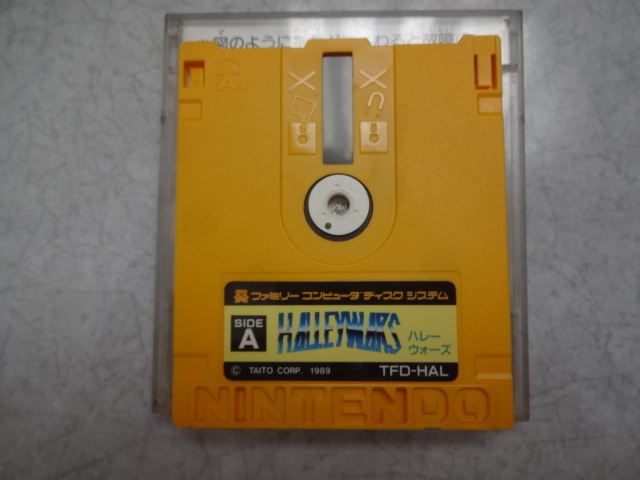 図のように
A
ファミリー コンピュータ ディスク システム
SIDE
A
HALLEYWARS
ハレー
ウォーズ
© TAITO CORP. 1989
TFD-HAL
NINTENDO